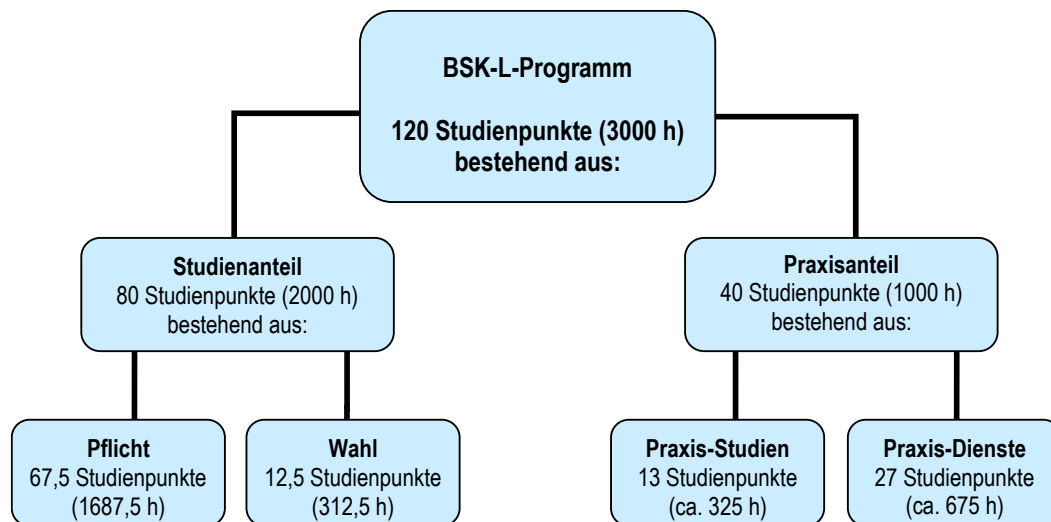 BSK-L-Programm
120 Studienpunkte (3000 h)
bestehend aus:
Studienanteil
80 Studienpunkte (2000 h)
bestehend aus:
Praxisanteil
40 Studienpunkte (1000 h)
bestehend aus:
Pflicht
67,5 Studienpunkte
(1687,5 h)
Wahl
12,5 Studienpunkte
(312,5 h)
Praxis-Studien
13 Studienpunkte
(ca. 325 h)
Praxis-Dienste
27 Studienpunkte
(ca. 675 h)